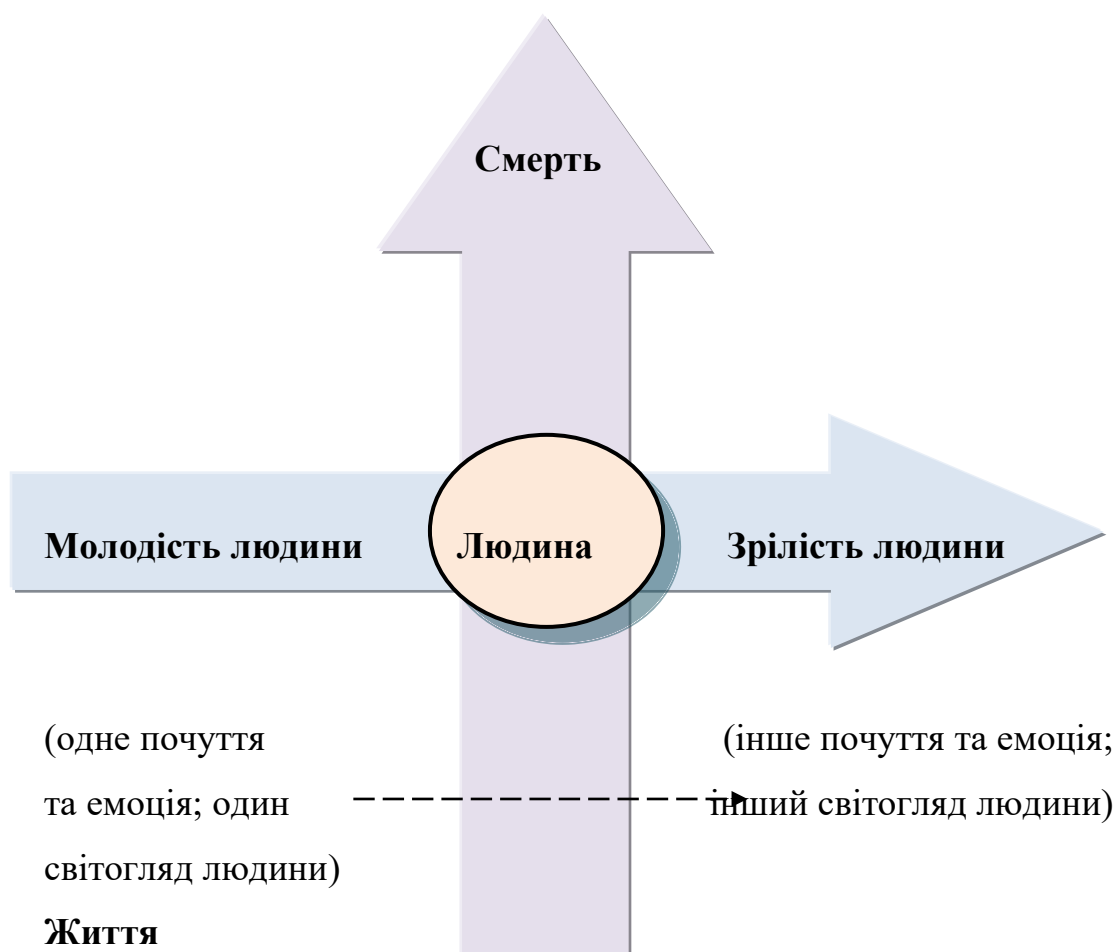 Смерть
Молодість людини
Людина
Зрілість людини
(одне почуття
та емоція; один
світогляд людини)
(інше почуття та емоція;
інший світогляд людини)
Життя